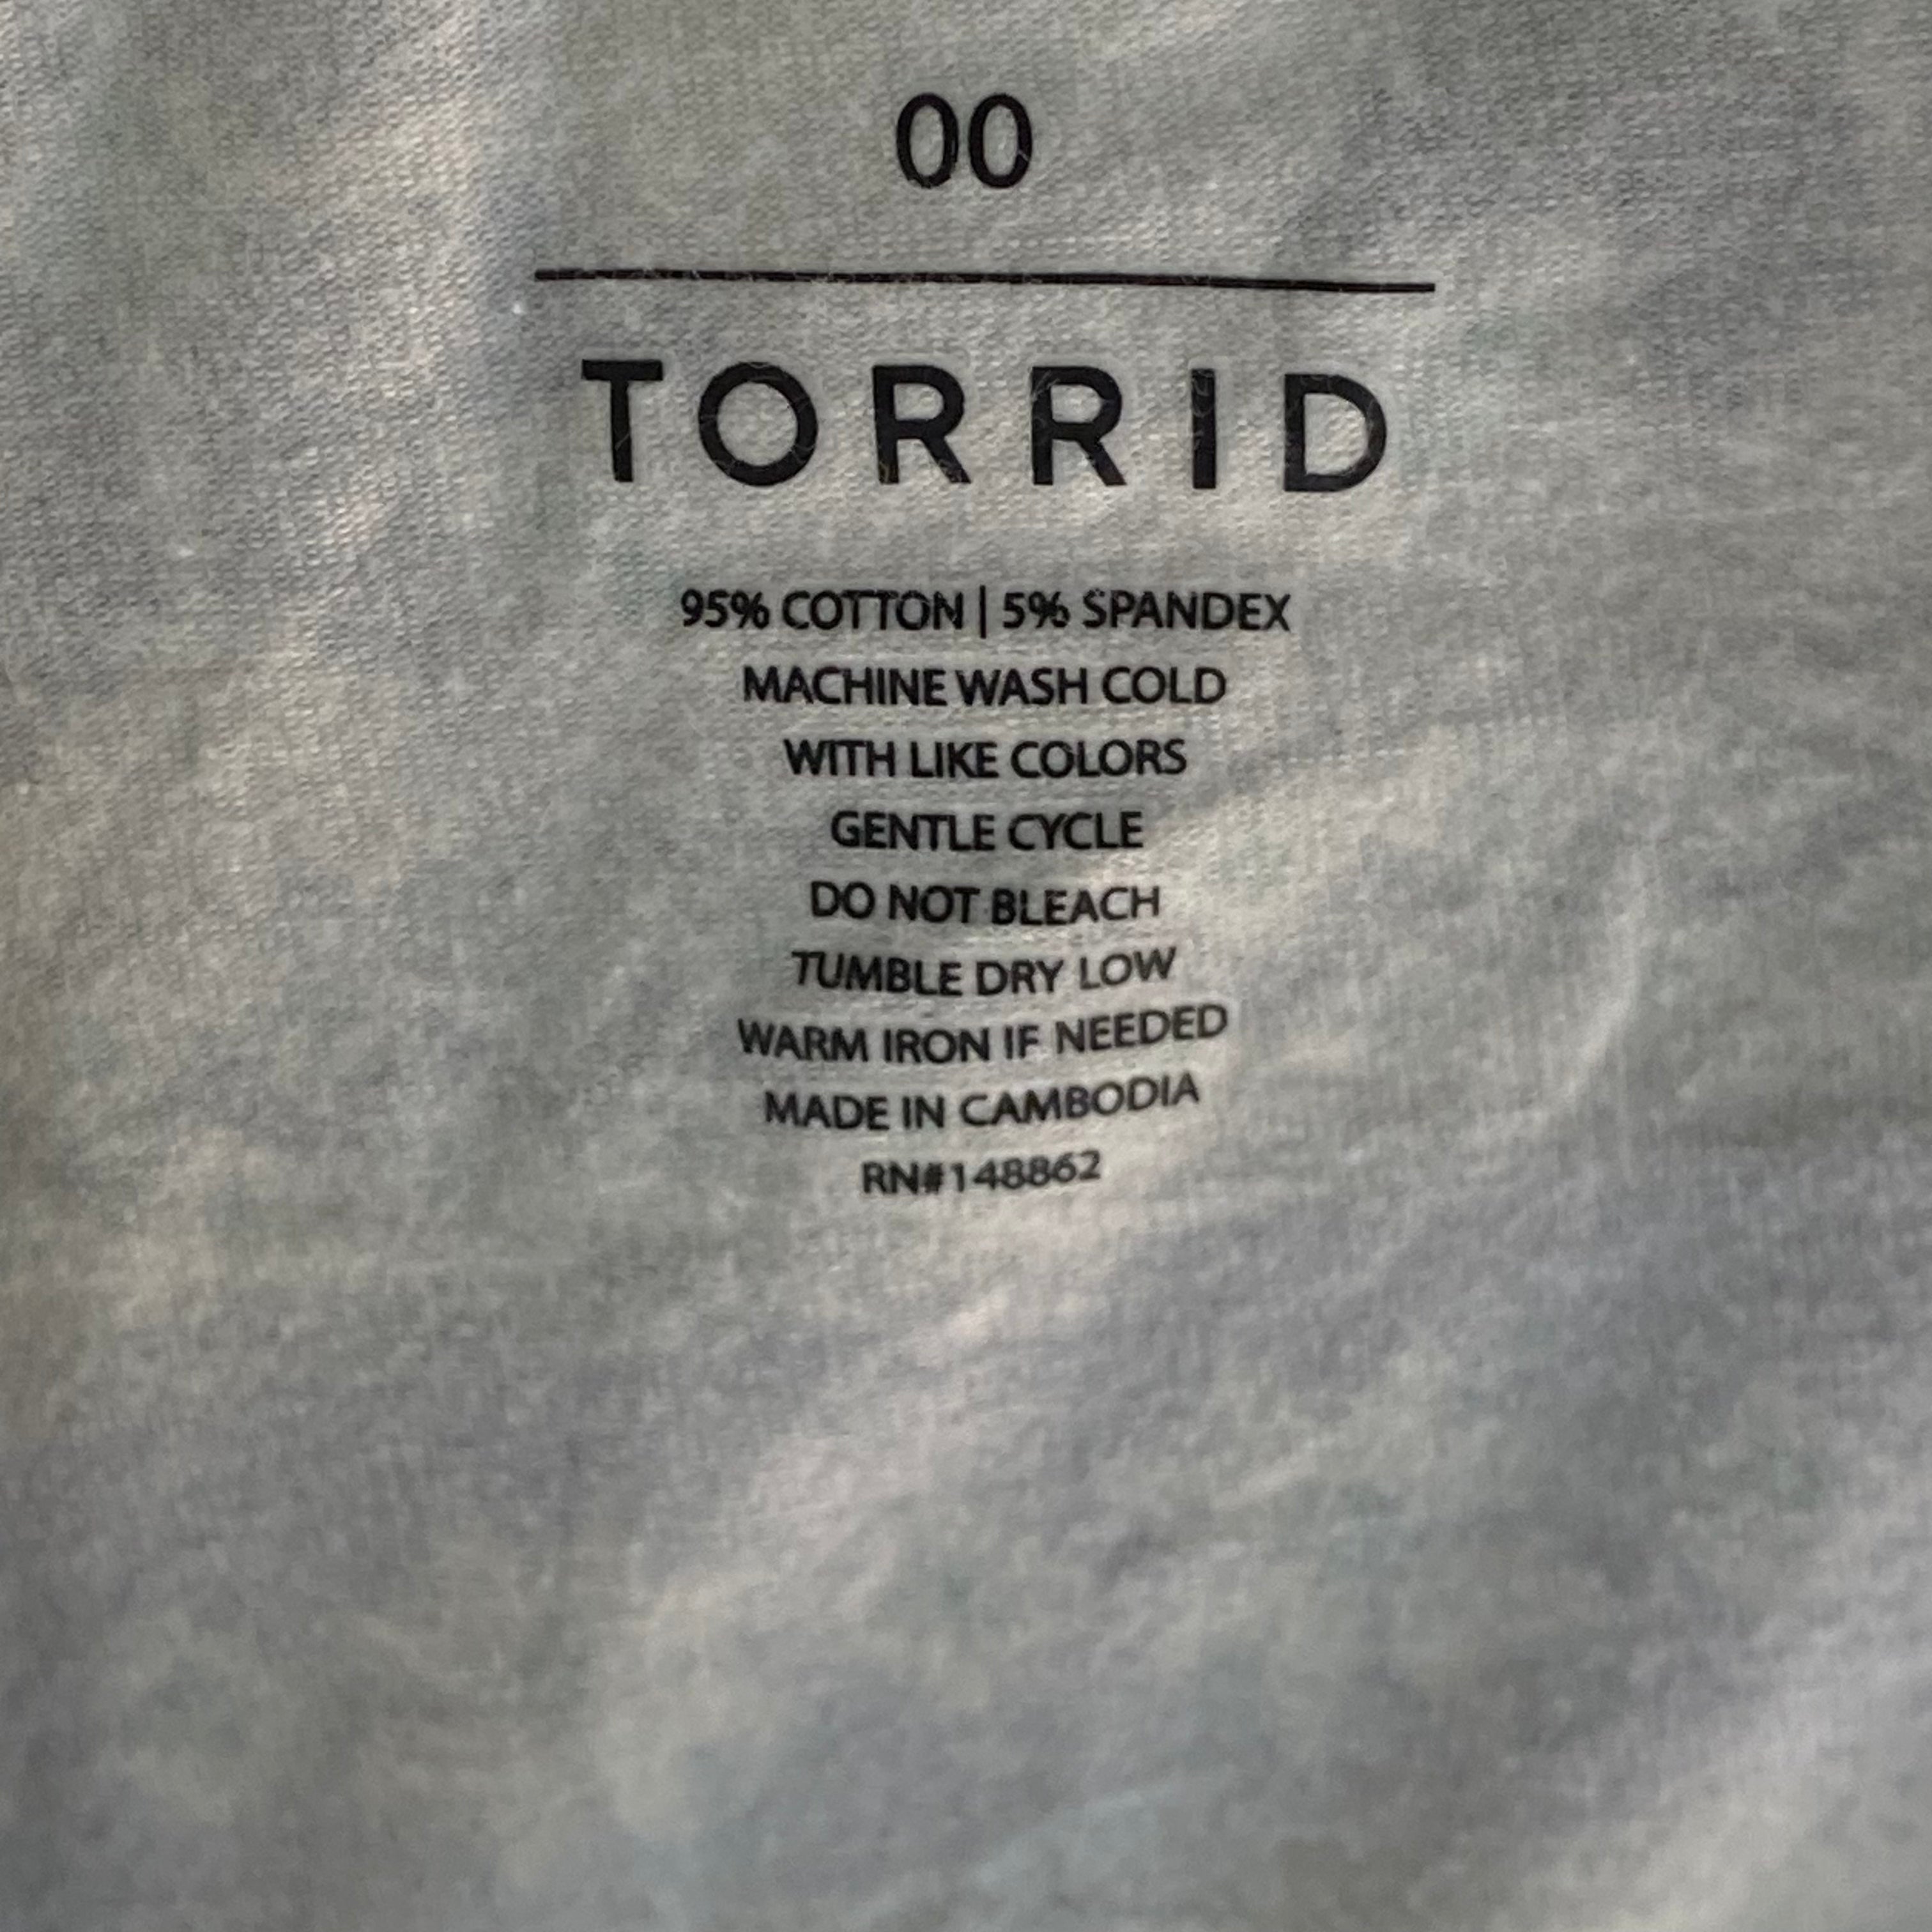 00
TORRID
95% COTTON | 5% SPANDEX
MACHINE WASH COLD
WITH LIKE COLORS
GENTLE CYCLE
DO NOT BLEACH
TUMBLE DRY LOW
WARM IRON IF NEEDED
MADE IN CAMBODIA
RN#148862